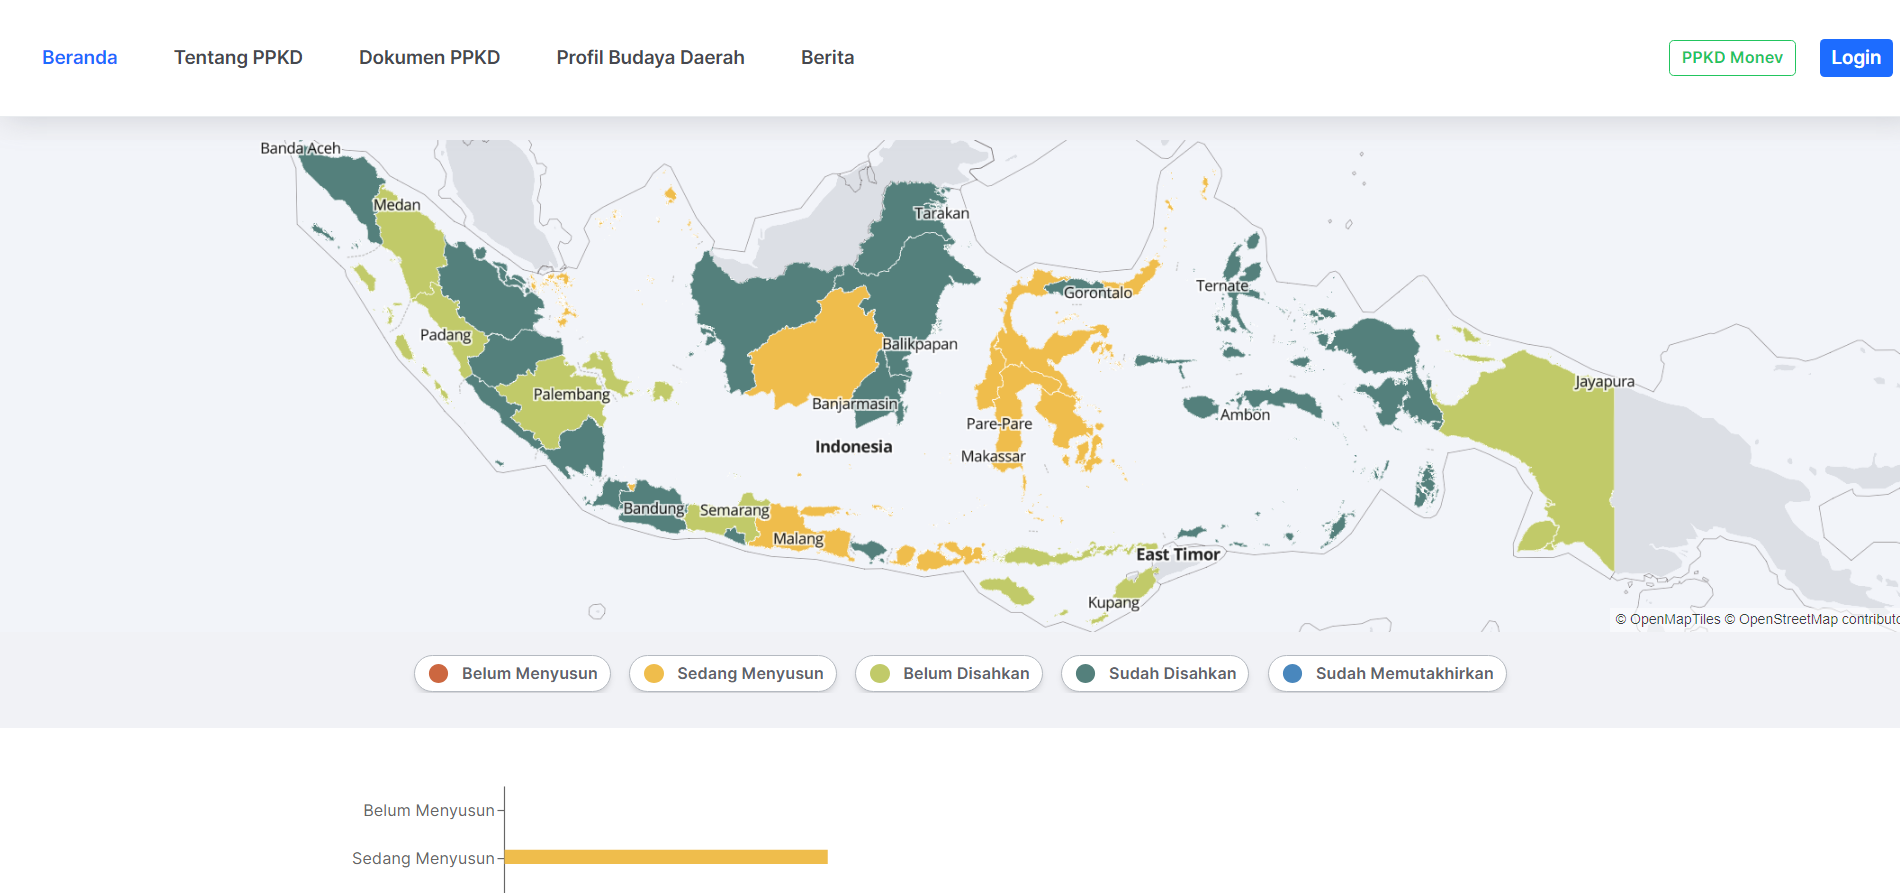 Beranda
Tentang PPKD
Dokumen PPKD
Profil Budaya Daerah
Berita
PPKD Monev
Login
Banda Aceh
Medan
Tarakan
Ternate
Gorontalo
Padang
Balikpapan
Jayapura
Palembang
Banjarmasin
Ambon
Pare-Pare
Indonesia
Makassar
Bandung
Semarang
Malang
East Timor
Kupang
© OpenMapTiles © OpenStreetMap contributo
Belum Menyusun
Sedang Menyusun
Belum Disahkan
Sudah Disahkan
Sudah Memutakhirkan
Belum Menyusun
Sedang Menyusun